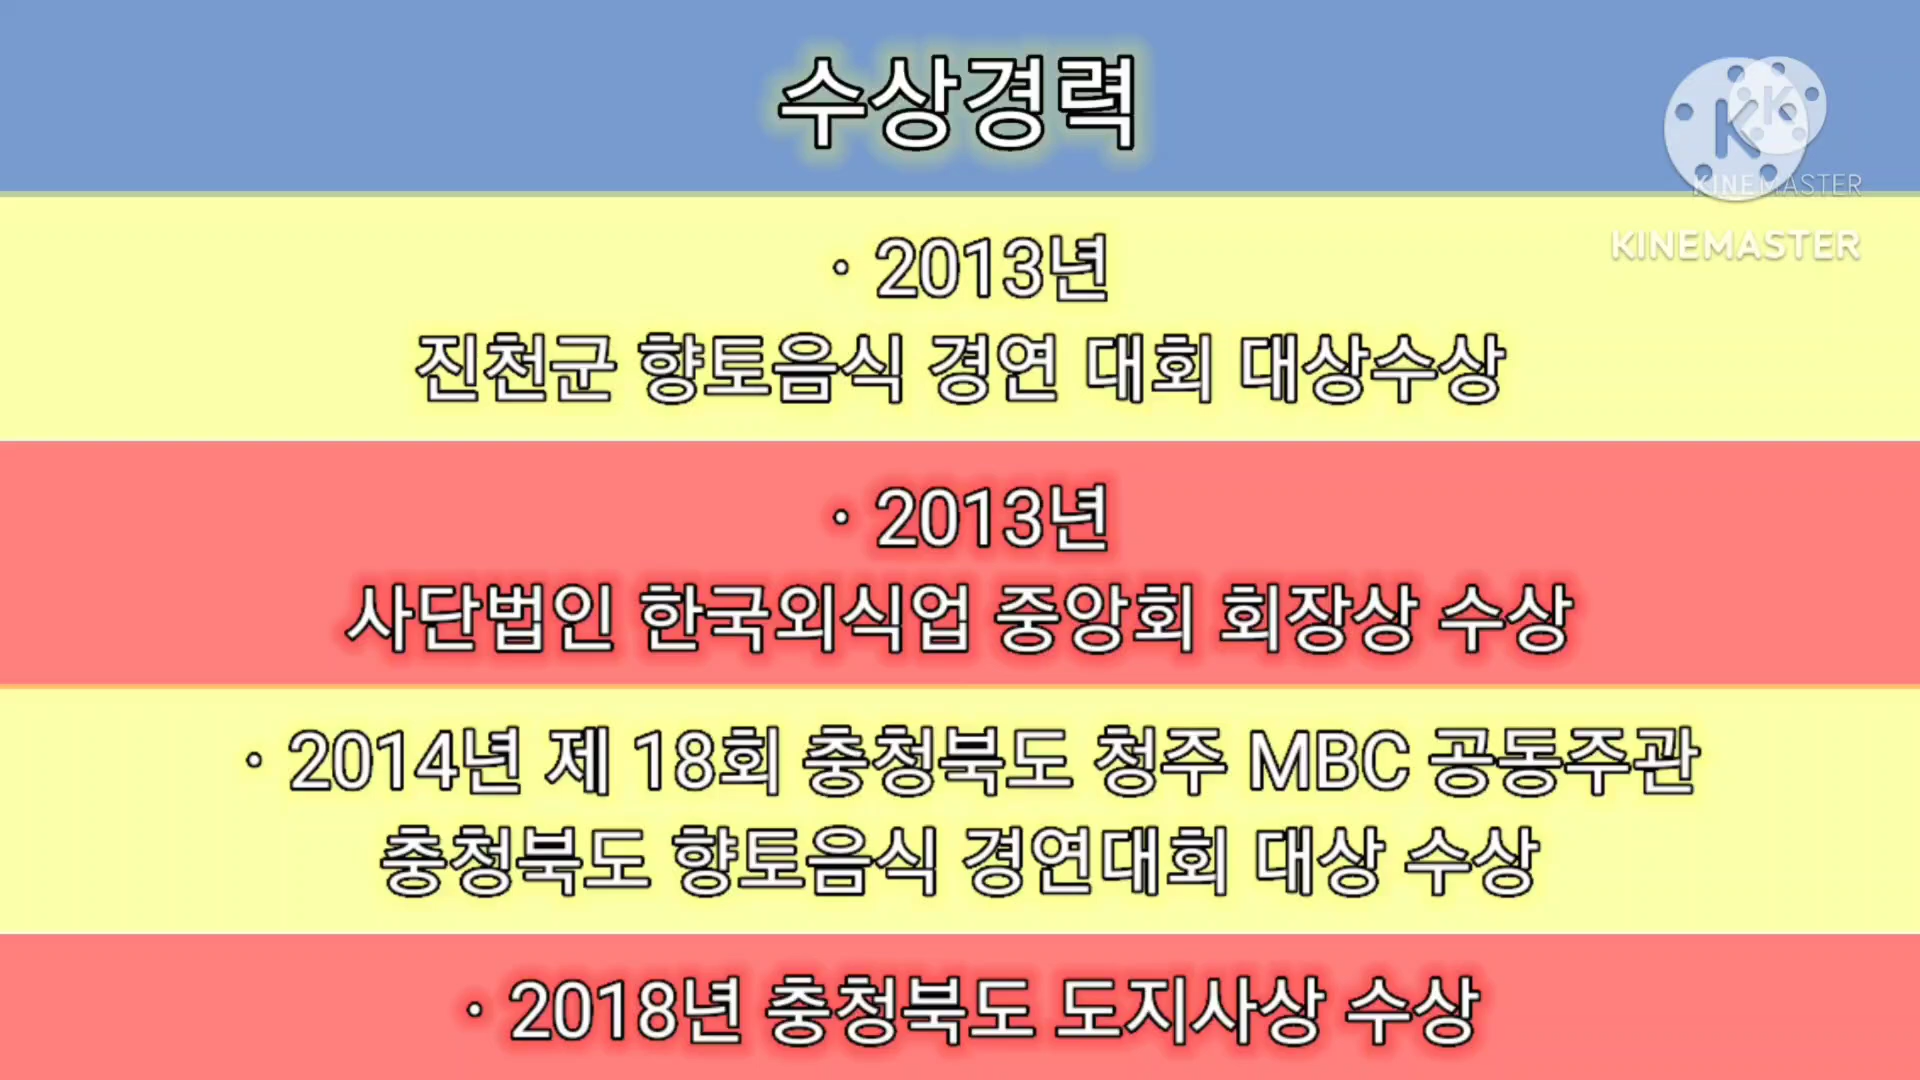 수상경력
KINEMASTER
KINEMASTER
· 2013년
진천군 향토음식 경연 대회 대상수상
· 2013년
사단법인 한국외식업 중앙회 회장상 수상
· 2014년 제 18회 충청북도 청주 MBC 공동주관
충청북도 향토음식 경연대회 대상 수상
· 2018년 충청북도 도지사상 수상